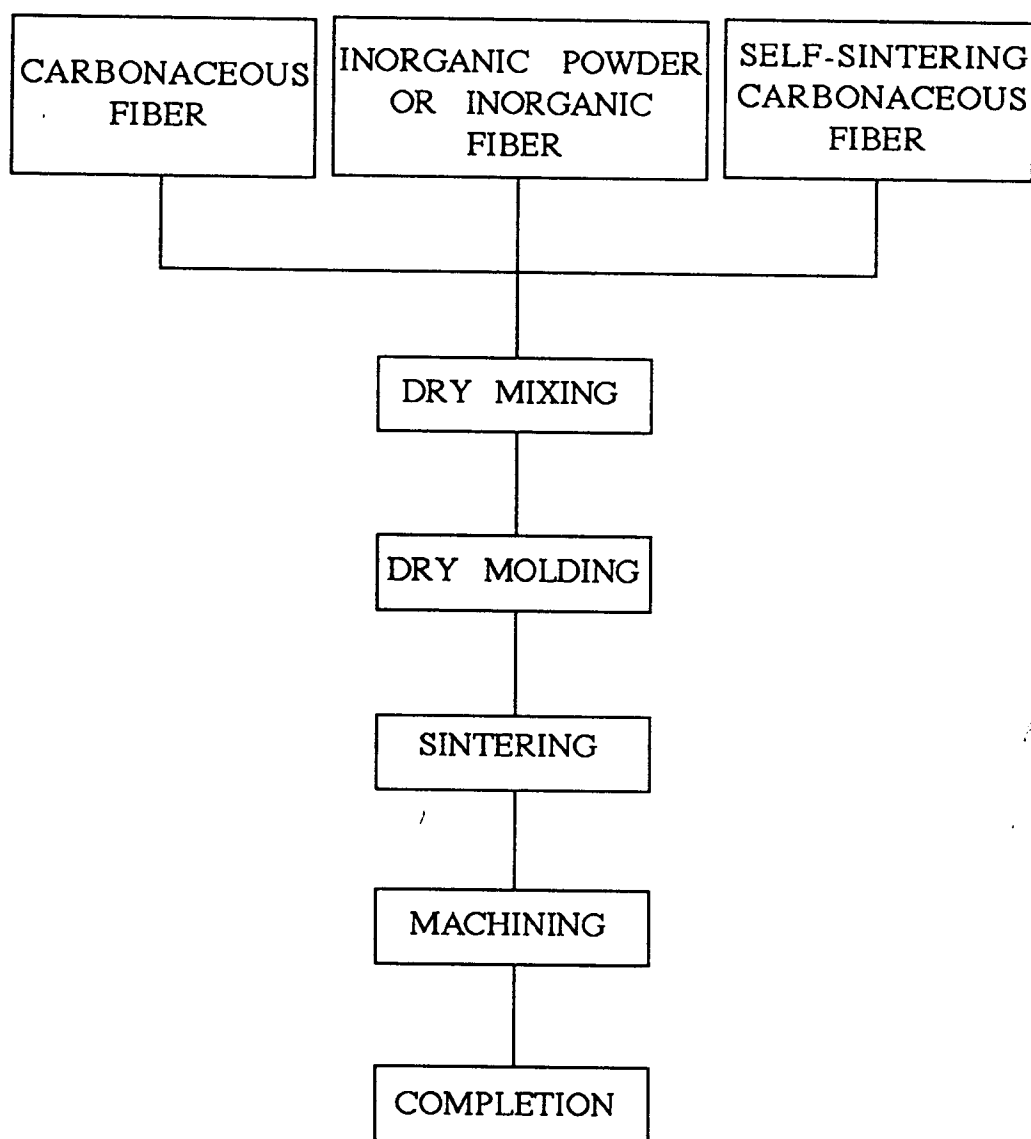 CARBONACEOUS
FIBER
INORGANIC POWDER
OR INORGANIC
FIBER
SELF-SINTERING
CARBONACEOUS
FIBER
DRY MIXING
DRY MOLDING
SINTERING
MACHINING
COMPLETION